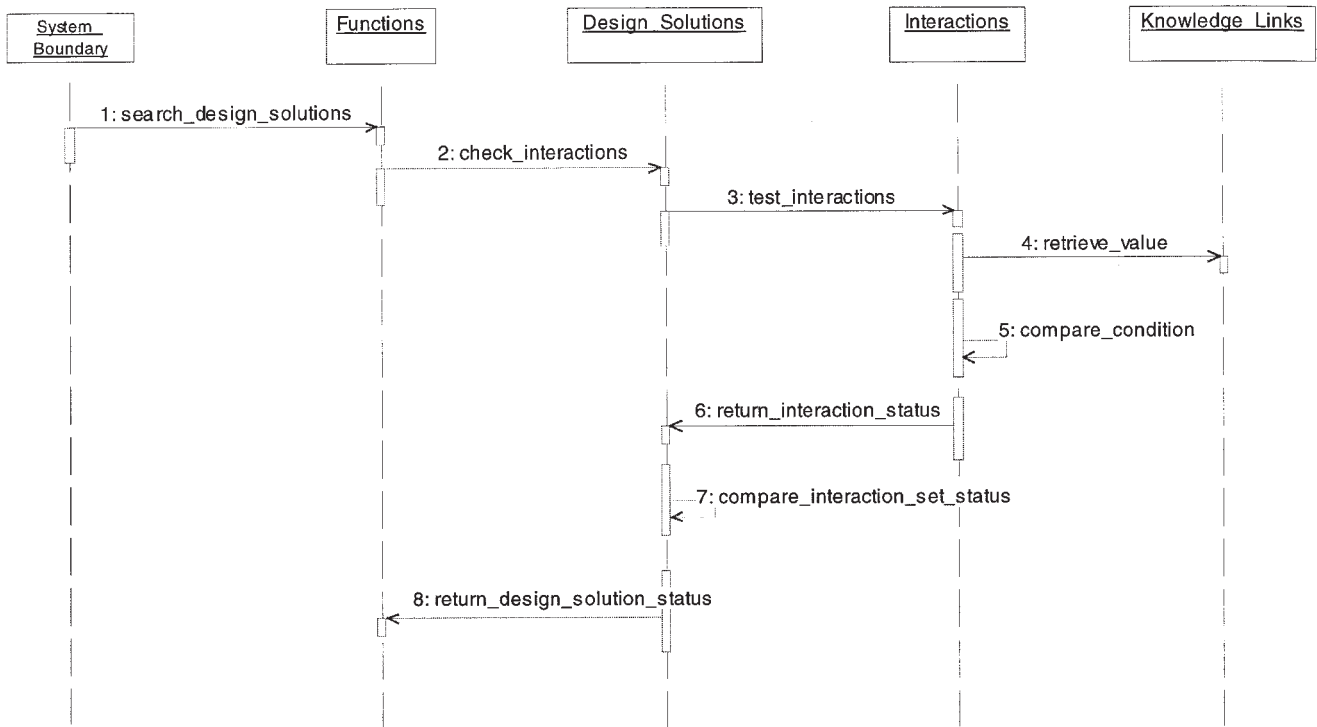 System_
Boundary
Functions
Design_Solutions
Interactions
Knowledge_Links
1: search_design_solutions
2: check_interactions
3: test_interactions
4: retrieve_value
5: compare_condition
6: return_interaction_status
7: compare_interaction_set_status
8: return_design_solution_status